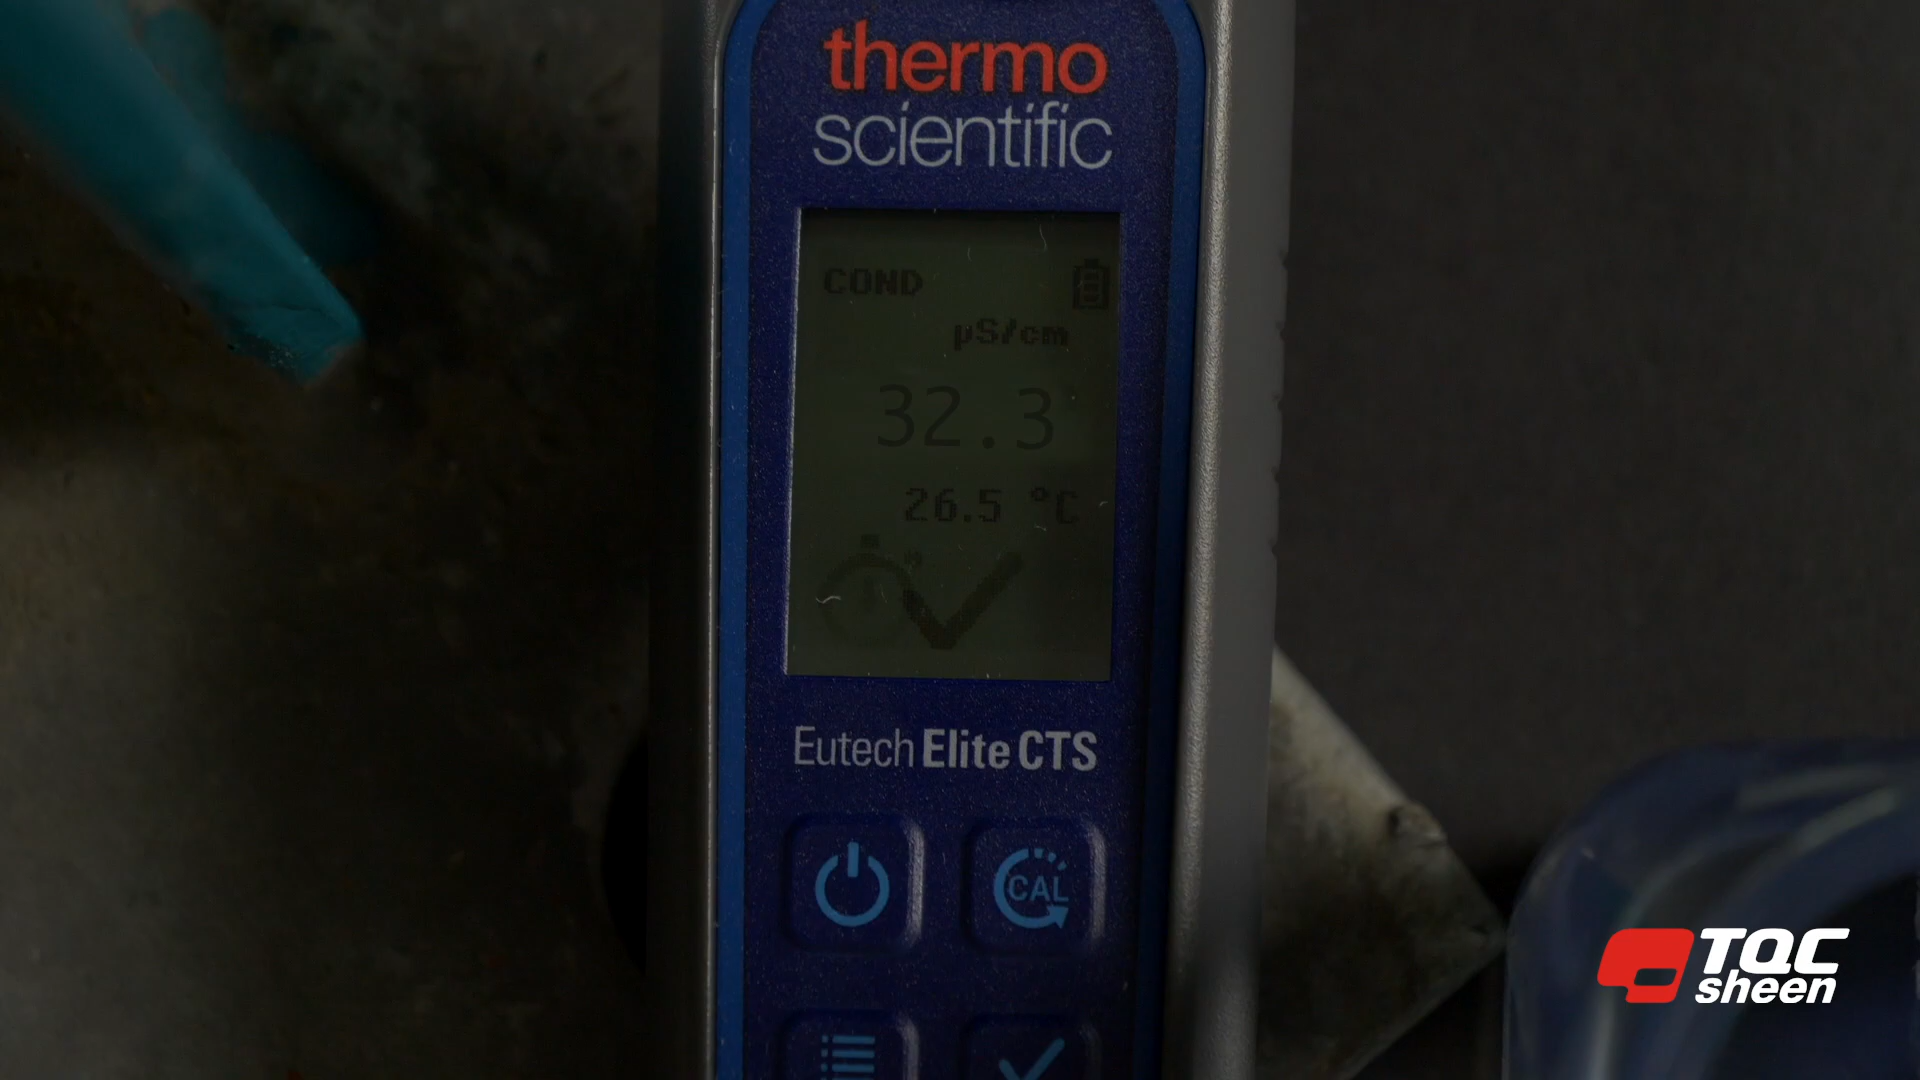 thermo
scientific
COND
µS/cm
32.3
26.5 °C
Eutech Elite CTS
CAL
TQC
sheen